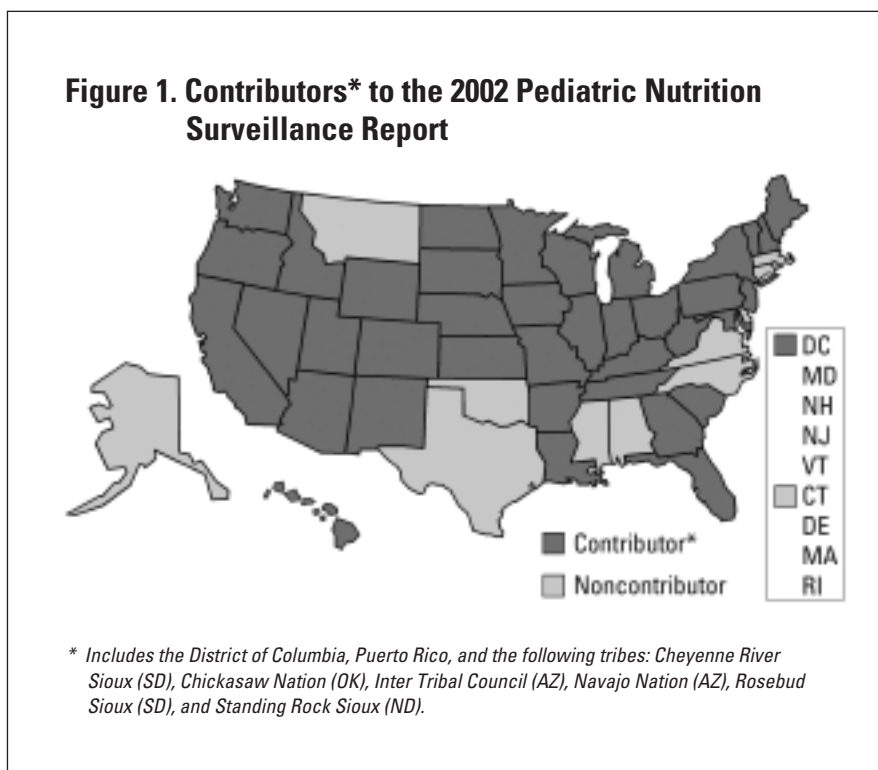 Figure 1. Contributors* to the 2002 Pediatric Nutrition
Surveillance Report
DC
MD
NH
NJ
VT
CT
DE
MA
RI
Contributor*
Noncontributor
* Includes the District of Columbia, Puerto Rico, and the following tribes: Cheyenne River
Sioux (SD), Chickasaw Nation (OK), Inter Tribal Council (AZ), Navajo Nation (AZ), Rosebud
Sioux (SD), and Standing Rock Sioux (ND).